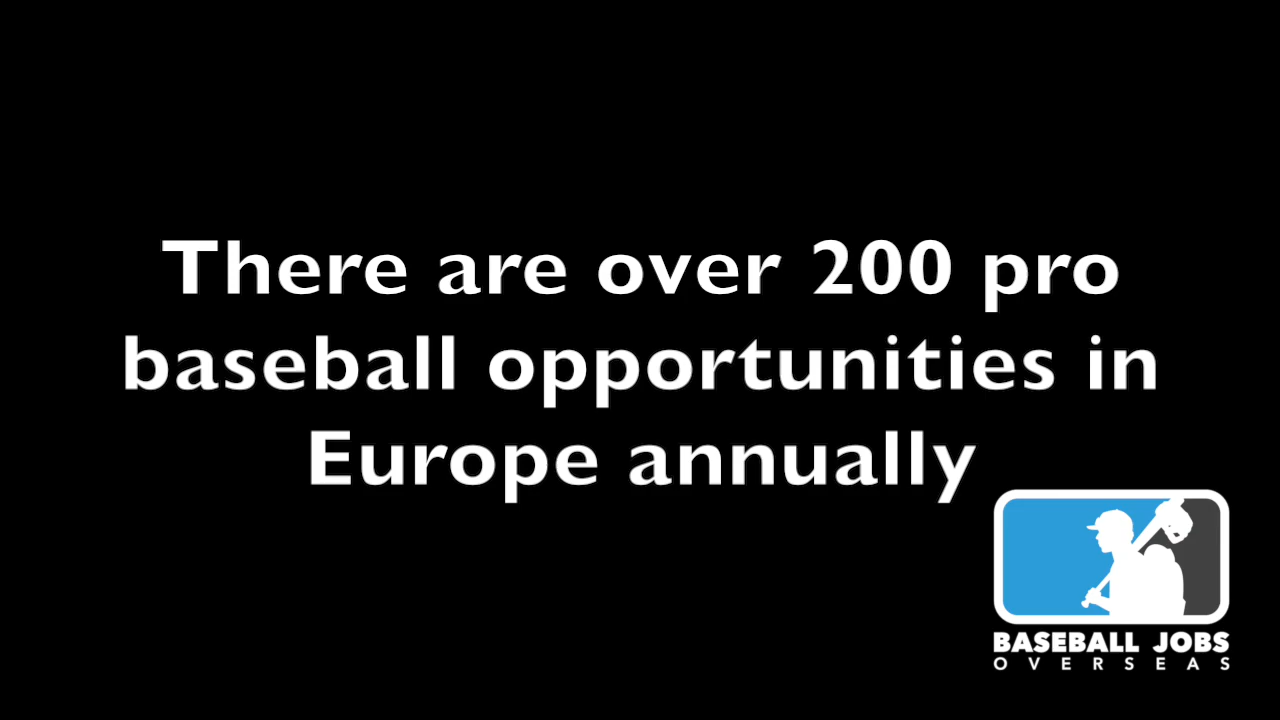 There are over 200 pro
baseball opportunities in
Europe annually
BASEBALL JOBS
OVERSEAS